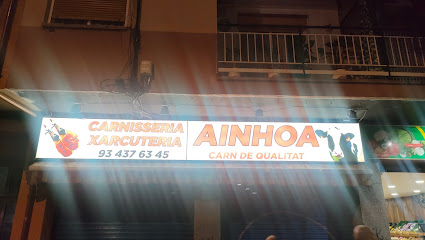 CARNISSERIA
XARCUTERIA
93 437 63 45
AINHOA
CARN DE QUALITAT